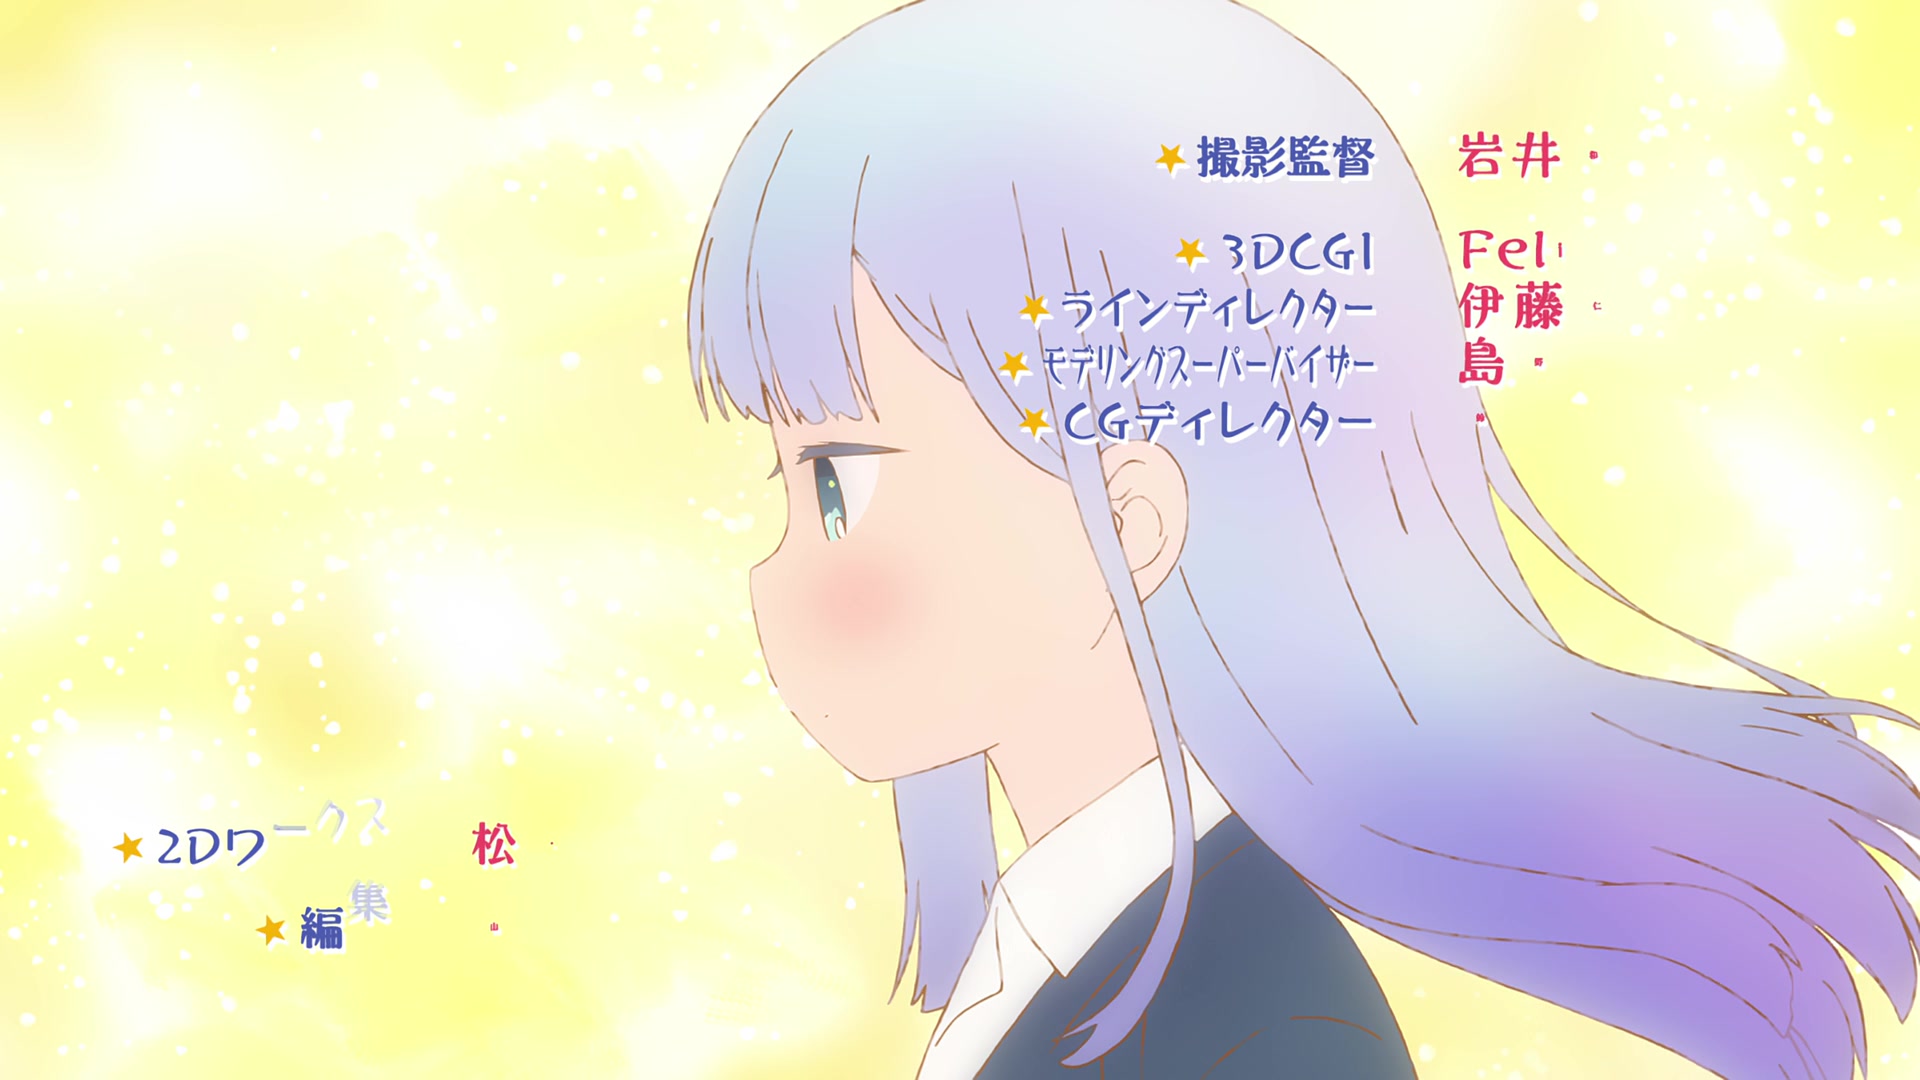 ★撮影監督 岩井
★3DCGI Fel
★ラインディレクター 伊藤 仁
★モデリングスーパーバイザー 島
★CGディレクター
★2Dワークス 松
★編集 山